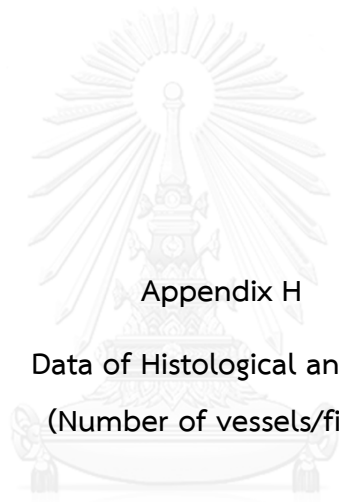 Appendix H
Data of Histological an
(Number of vessels/fi